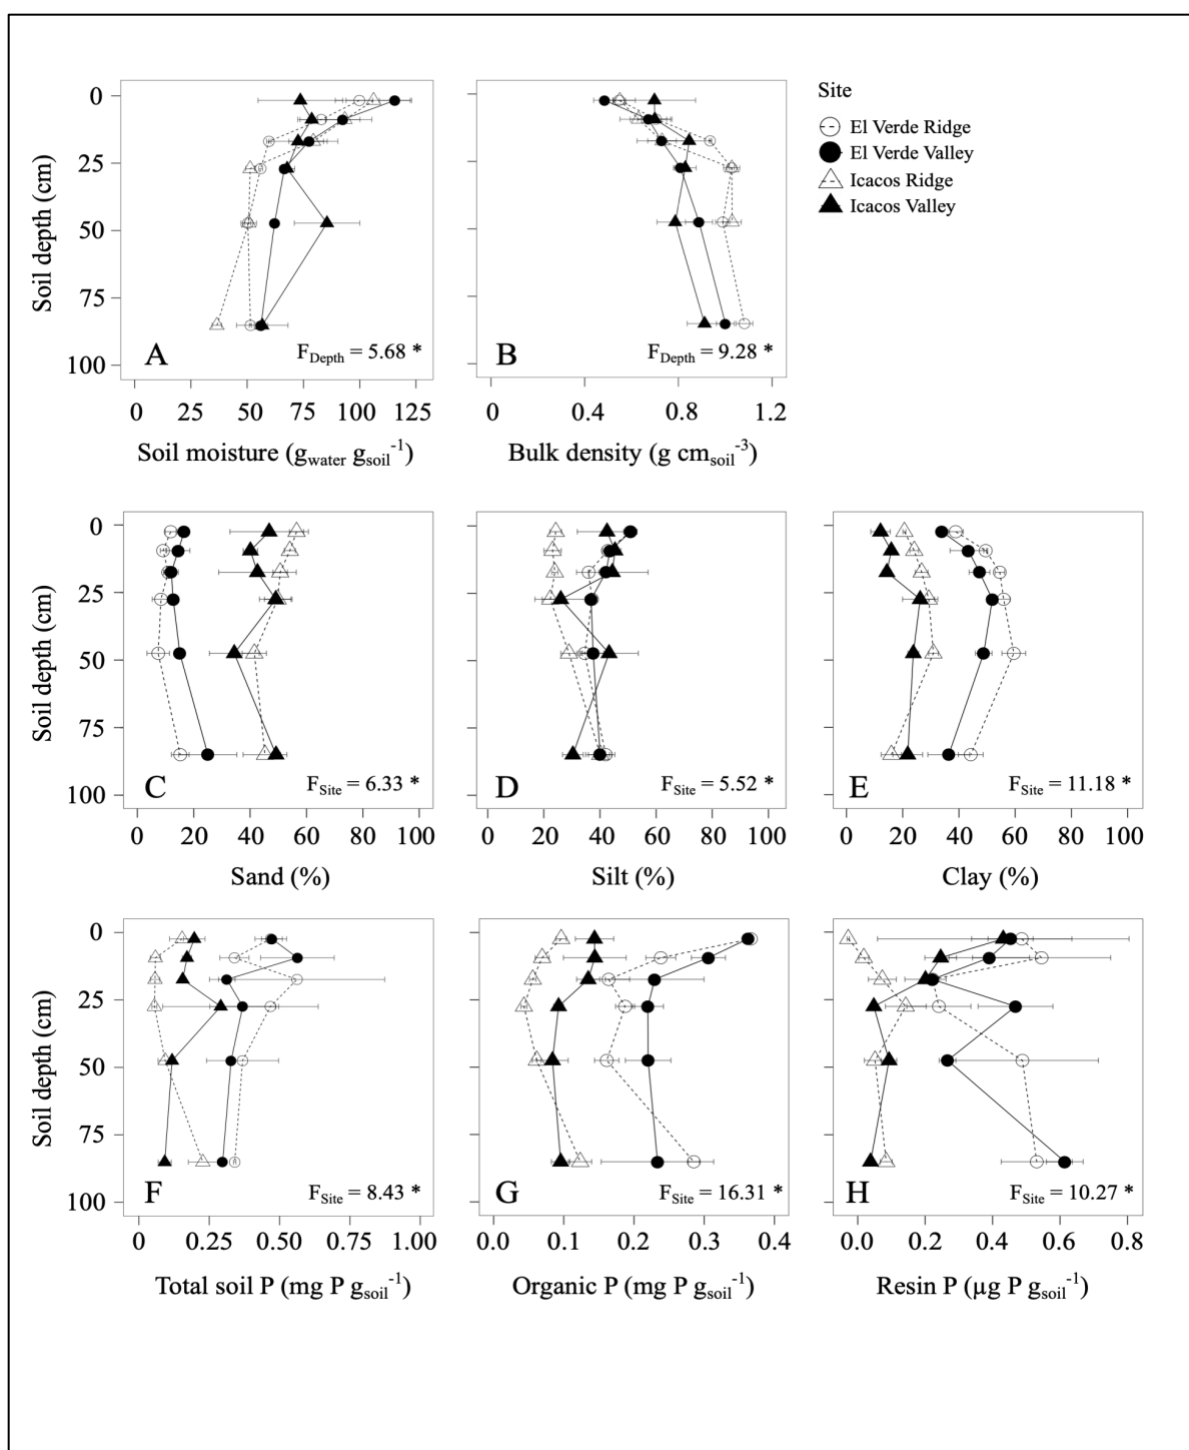 0
25
50
75
100
Soil depth (cm)
A
F_Depth = 5.68 *
0 25 50 75 100 125
Soil moisture (g_water g_soil^-1)
B
F_Depth = 9.28 *
0 0.4 0.8 1.2
Bulk density (g cm_soil^-3)
Site
El Verde Ridge
El Verde Valley
Icacos Ridge
Icacos Valley
0
25
50
75
100
Soil depth (cm)
C
F_Site = 6.33 *
0 20 40 60 80 100
Sand (%)
D
F_Site = 5.52 *
0 20 40 60 80 100
Silt (%)
E
F_Site = 11.18 *
0 20 40 60 80 100
Clay (%)
0
25
50
75
100
Soil depth (cm)
F
F_Site = 8.43 *
0 0.25 0.50 1.00
Total soil P (mg P g_soil^-1)
G
F_Site = 16.31 *
0.0 0.1 0.2 0.3 0.4
Organic P (mg P g_soil^-1)
H
F_Site = 10.27 *
0.0 0.2 0.4 0.6 0.8
Resin P (µg P g_soil^-1)